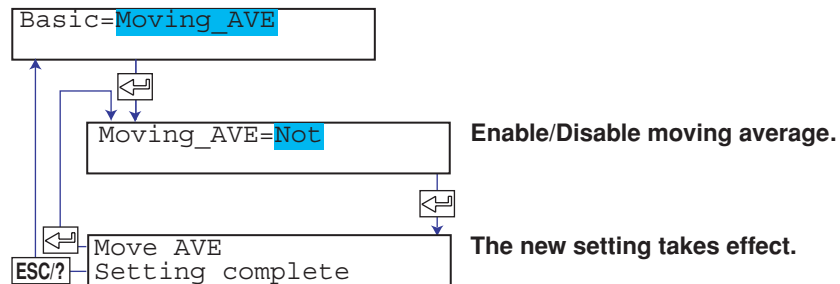 Basic=Moving_AVE
Moving_AVE=Not
Enable/Disable moving average.
Move AVE
Setting complete
The new setting takes effect.
ESC/?